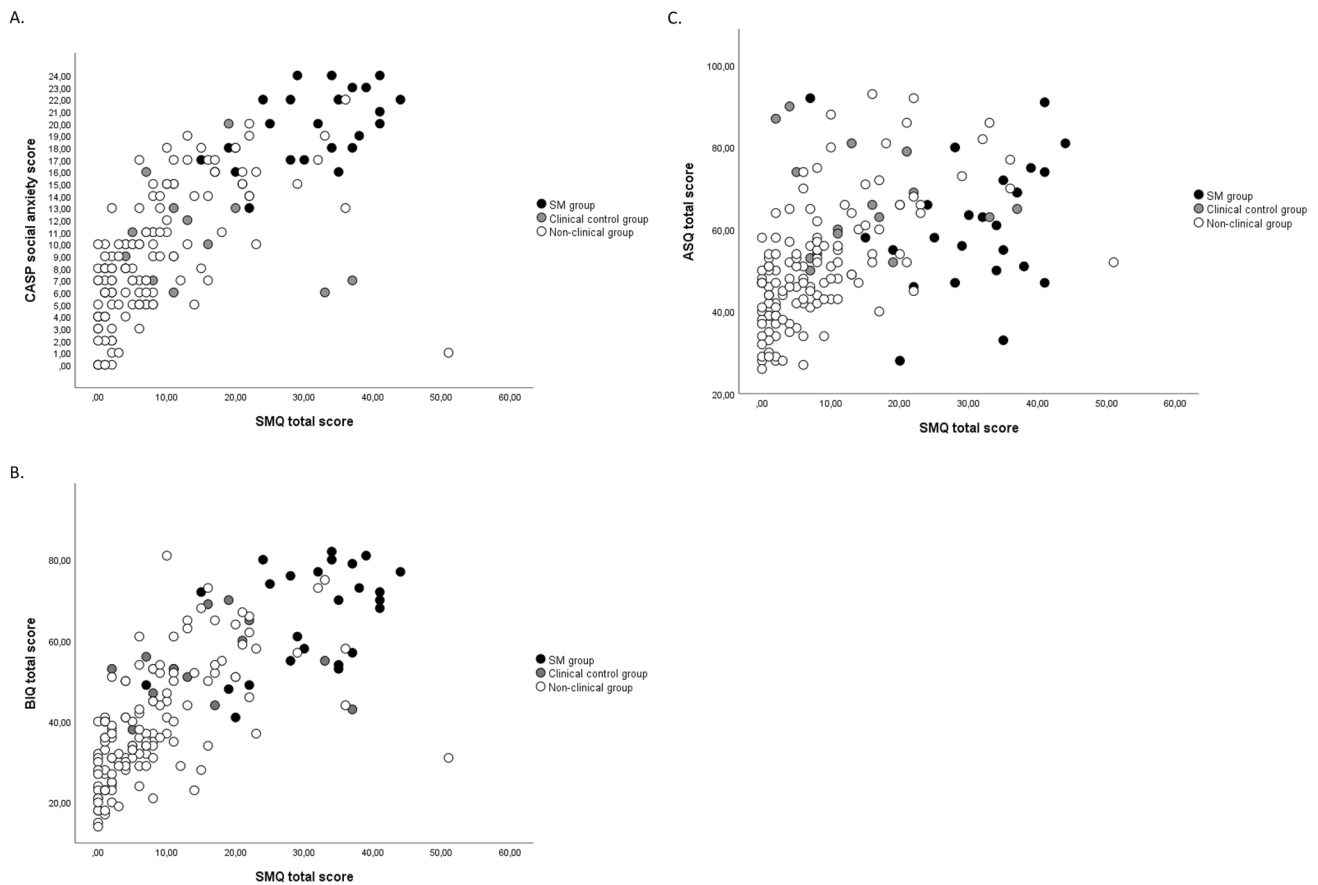 A.
CASP social anxiety score
24,00
23,00
22,00
21,00
20,00
19,00
18,00
17,00
16,00
15,00
14,00
13,00
12,00
11,00
10,00
9,00
8,00
7,00
6,00
5,00
4,00
3,00
2,00
1,00
,00
,00 10,00 20,00 30,00 40,00 50,00 60,00
SMQ total score
SM group
Clinical control group
Non-clinical group
C.
ASQ total score
100,00
80,00
60,00
40,00
20,00
,00 10,00 20,00 30,00 40,00 50,00 60,00
SMQ total score
SM group
Clinical control group
Non-clinical group
B.
BIQ total score
80,00
60,00
40,00
20,00
,00 10,00 20,00 30,00 40,00 50,00 60,00
SMQ total score
SM group
Clinical control group
Non-clinical group